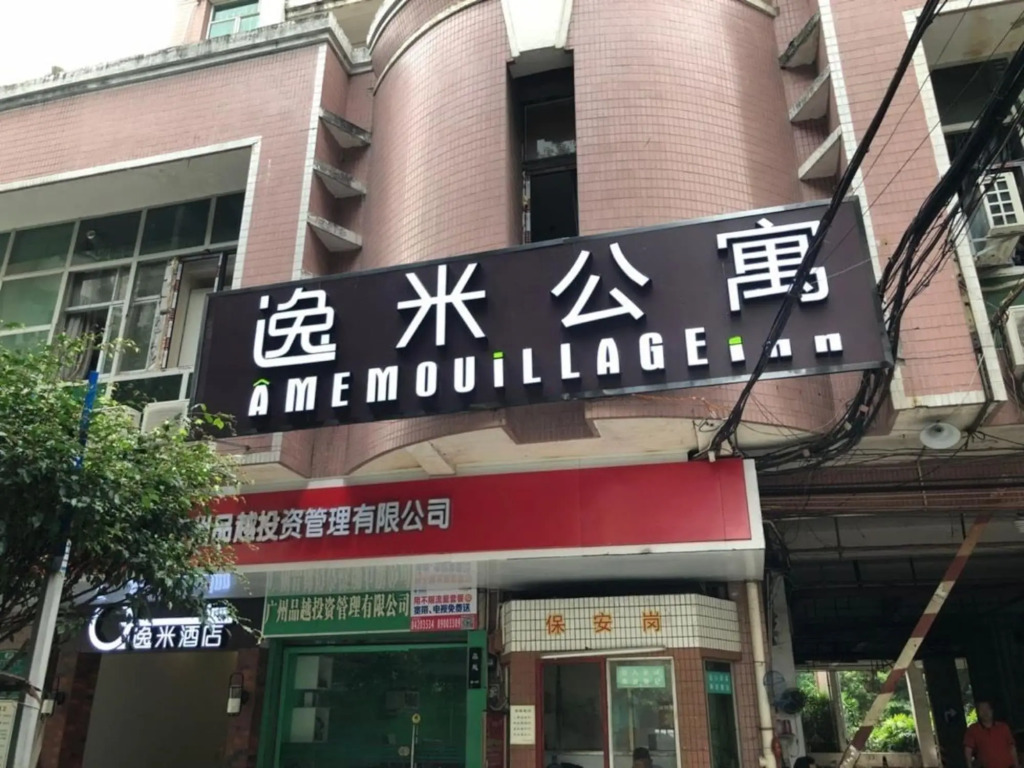 逸米公寓
ÂMEMOUiLLAGEinn
州品越投资管理有限公司
广州品越投资管理有限公司
逸米酒店
保安岗